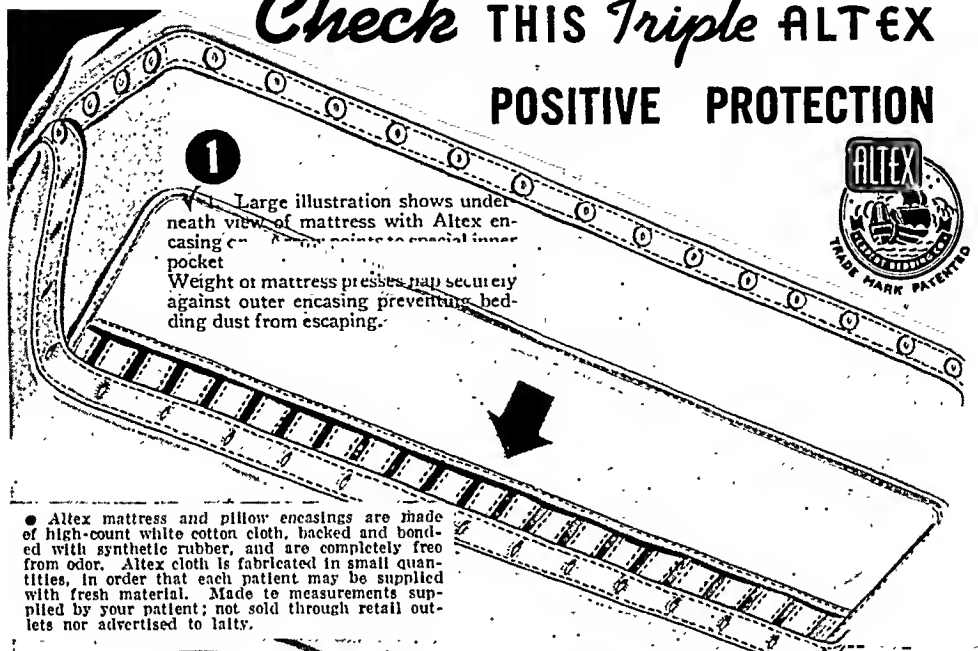 Check THIS Triple ALTEX
POSITIVE PROTECTION
ALTEX
TRADE MARK PATENTED
1
Large illustration shows under-
neath view of mattress with Altex en-
casing
pocket
Weight of mattress presses flap securely
against outer encasing preventing bed-
ding dust from escaping.
● Altex mattress and pillow encasings are made
of high-count white cotton cloth, backed and bond-
ed with synthetic rubber, and are completely free
from odor. Altex cloth is fabricated in small quan-
tities, in order that each patient may be supplied
with fresh material. Made to measurements sup-
plied by your patient; not sold through retail out-
lets nor advertised to laity.